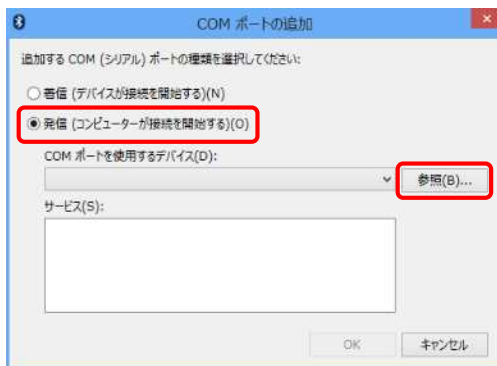 COM ポートの追加
追加する COM (シリアル) ポートの種類を選択してください:
着信 (デバイスが接続を開始する)(N)
発信 (コンピューターが接続を開始する)(O)
COM ポートを使用するデバイス(D):
参照(B)...
サービス(S):
OK
キャンセル